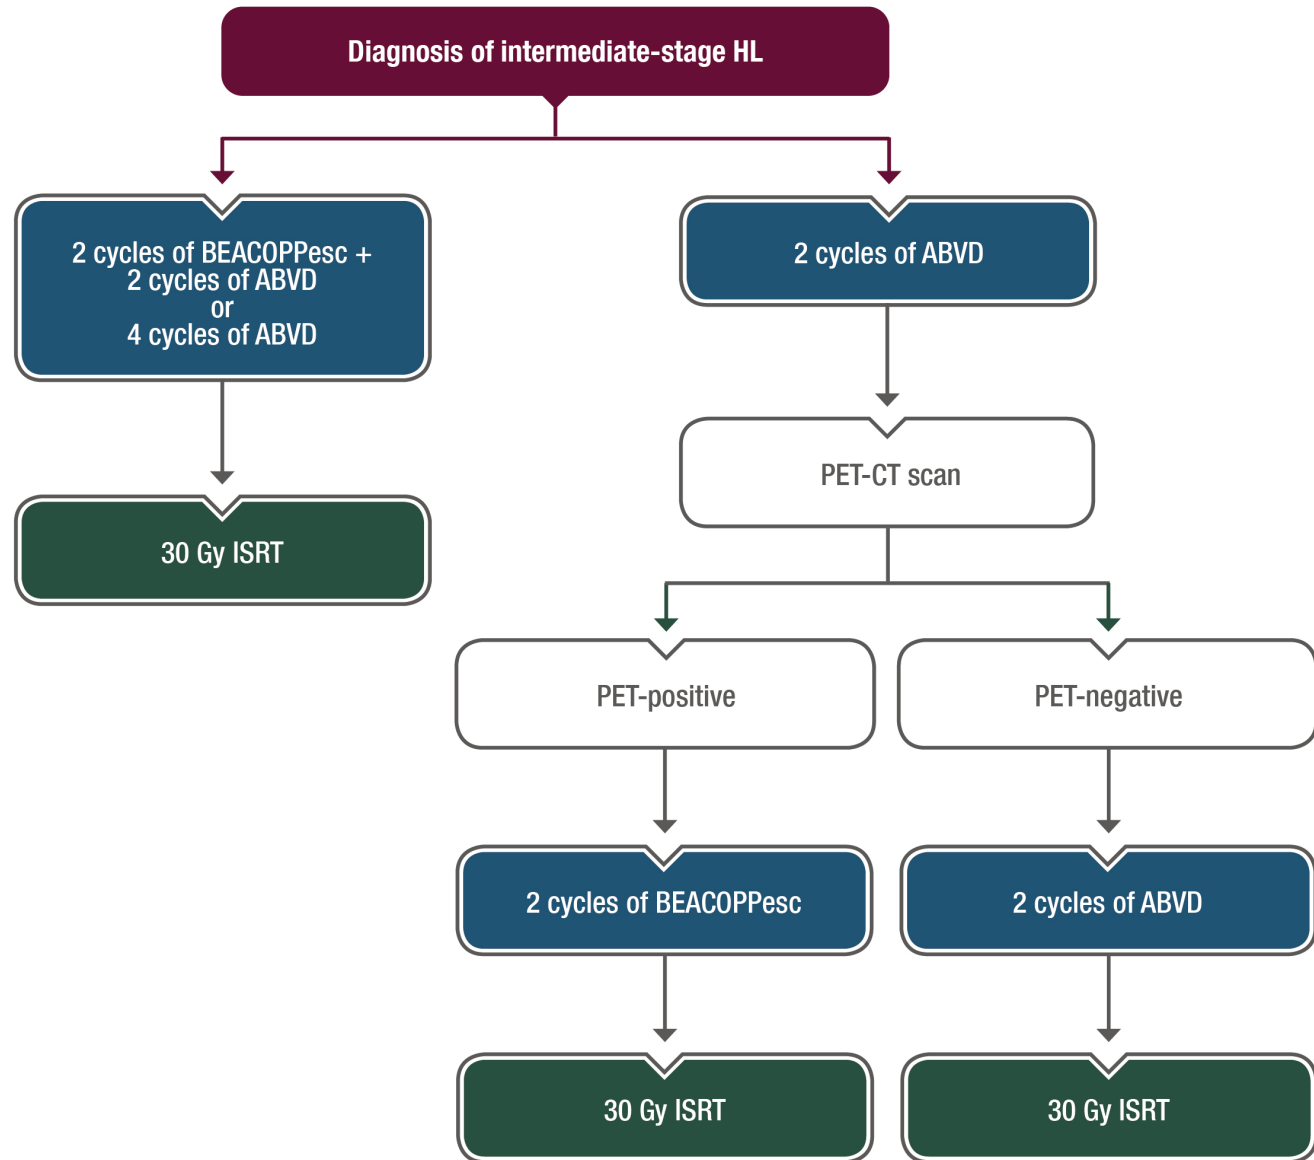 Diagnosis of intermediate-stage HL
2 cycles of BEACOPPesc +
2 cycles of ABVD
or
4 cycles of ABVD
2 cycles of ABVD
PET-CT scan
30 Gy ISRT
PET-positive
PET-negative
2 cycles of BEACOPPesc
2 cycles of ABVD
30 Gy ISRT
30 Gy ISRT